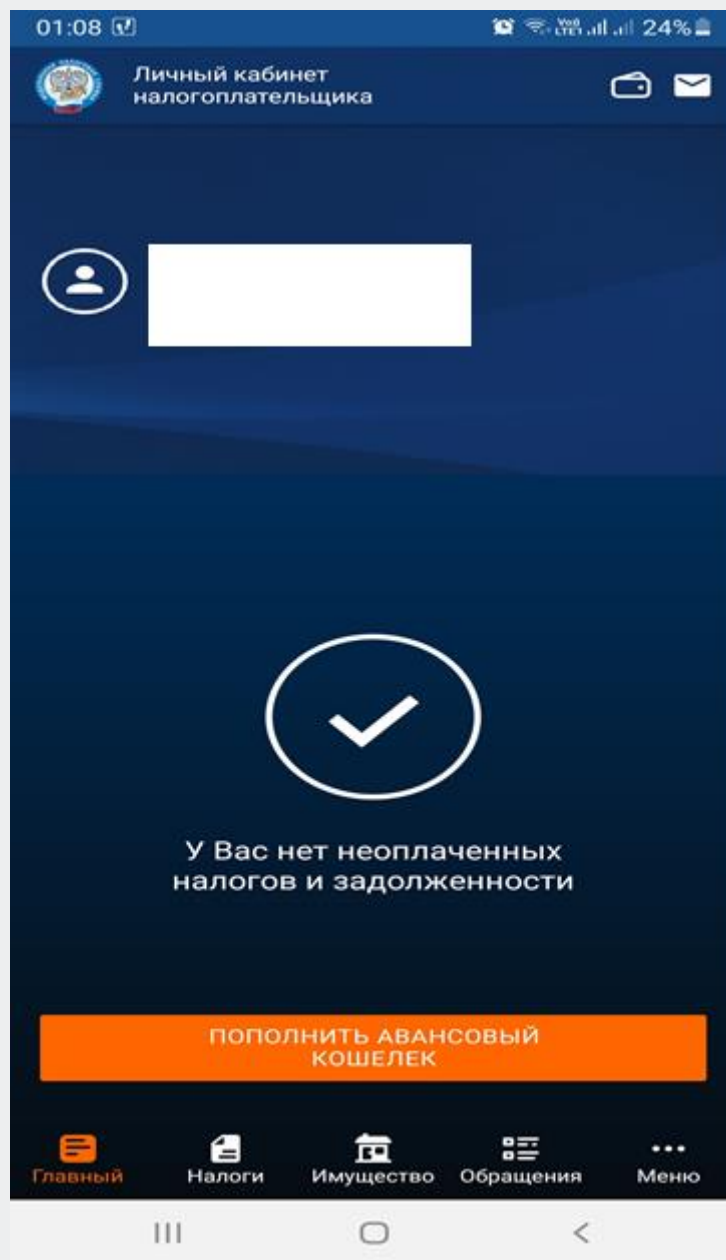 01:08
24%
Личный кабинет
налогоплательщика
У Вас нет неоплаченных
налогов и задолженности
ПОПОЛНИТЬ АВАНСОВЫЙ
КОШЕЛЕК
Главный Налоги Имущество Обращения Меню